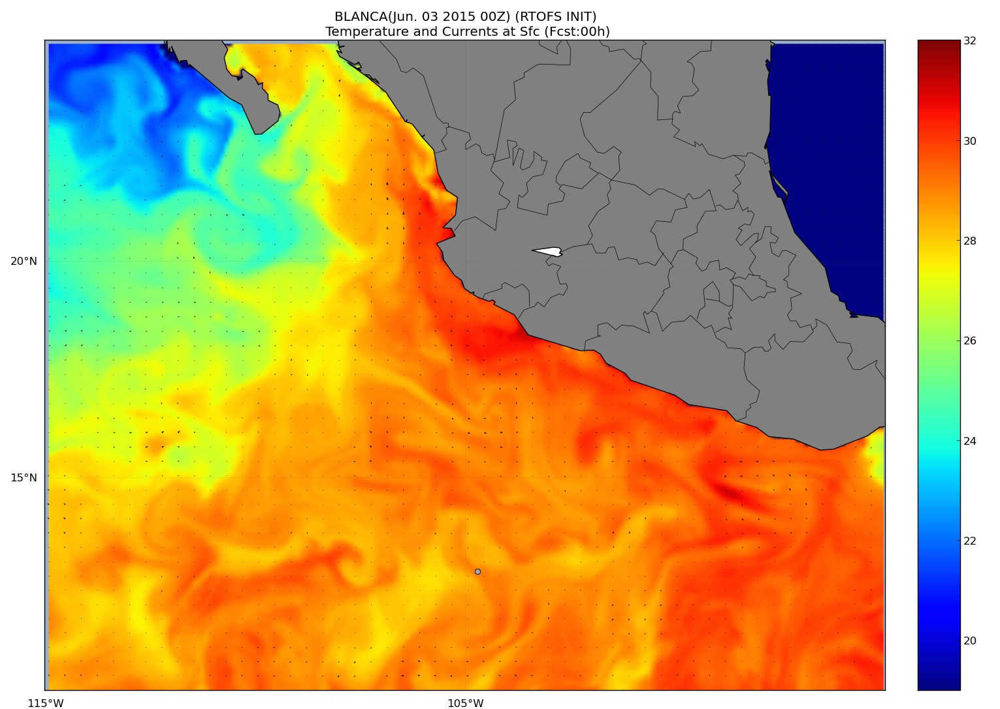 BLANCA(Jun. 03 2015 00Z) (RTOFS INIT)
Temperature and Currents at Sfc (Fcst:00h)
32
30
28
26
24
22
20
20°N
15°N
115°W
105°W